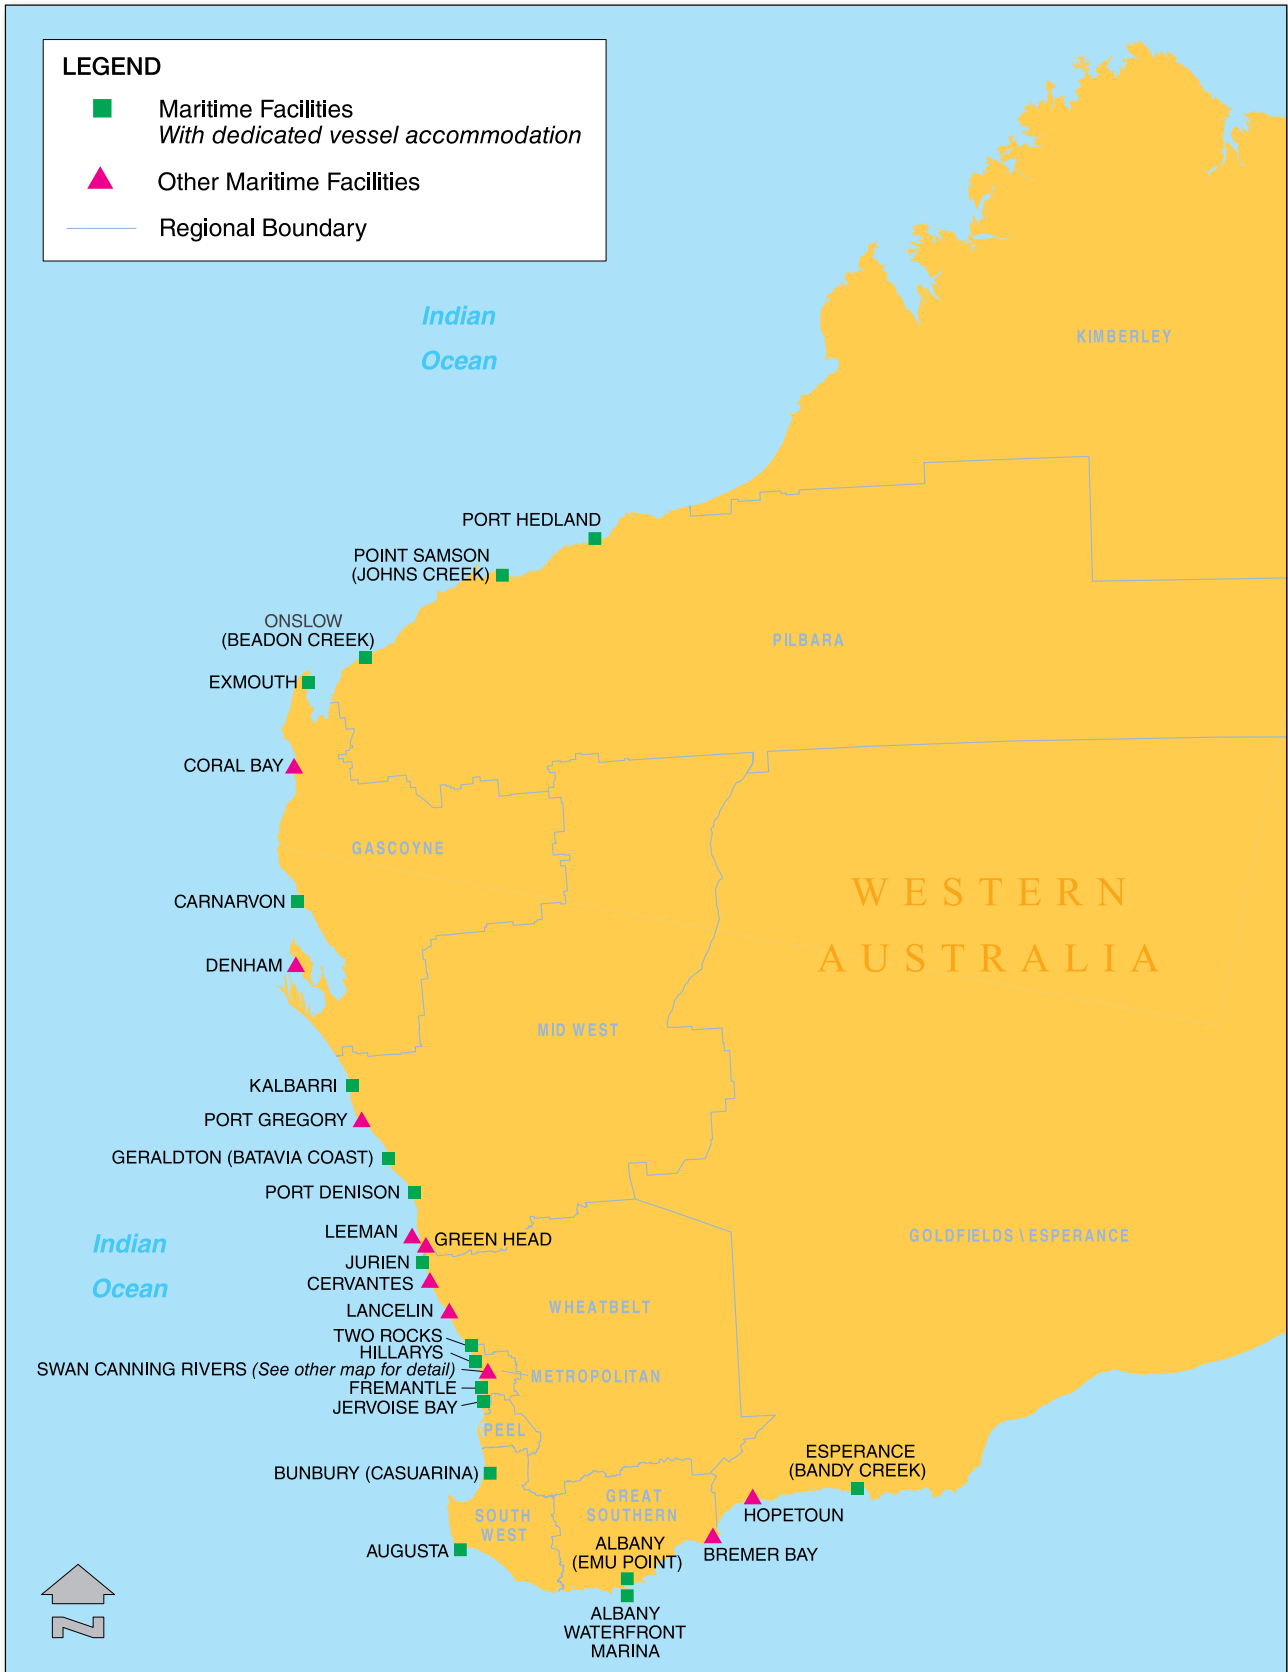 LEGEND
Maritime Facilities
With dedicated vessel accommodation
Other Maritime Facilities
Regional Boundary
Indian
Ocean
KIMBERLEY
PORT HEDLAND
POINT SAMSON
(JOHNS CREEK)
ONSLOW
(BEADON CREEK)
PILBARA
EXMOUTH
CORAL BAY
GASCOYNE
WESTERN
AUSTRALIA
CARNARVON
DENHAM
MID WEST
KALBARRI
PORT GREGORY
GERALDTON (BATAVIA COAST)
PORT DENISON
LEEMAN
GREEN HEAD
GOLDFIELDS \ ESPERANCE
Indian
Ocean
JURIEN
CERVANTES
LANCELIN
WHEATBELT
TWO ROCKS
HILLARYS
SWAN CANNING RIVERS (See other map for detail)
METROPOLITAN
FREMANTLE
JERVOISE BAY
PEEL
BUNBURY (CASUARINA)
ESPERANCE
(BANDY CREEK)
GREAT
SOUTHERN
HOPETOUN
SOUTH
WEST
AUGUSTA
ALBANY
(EMU POINT)
BREMER BAY
ALBANY
WATERFRONT
MARINA
N